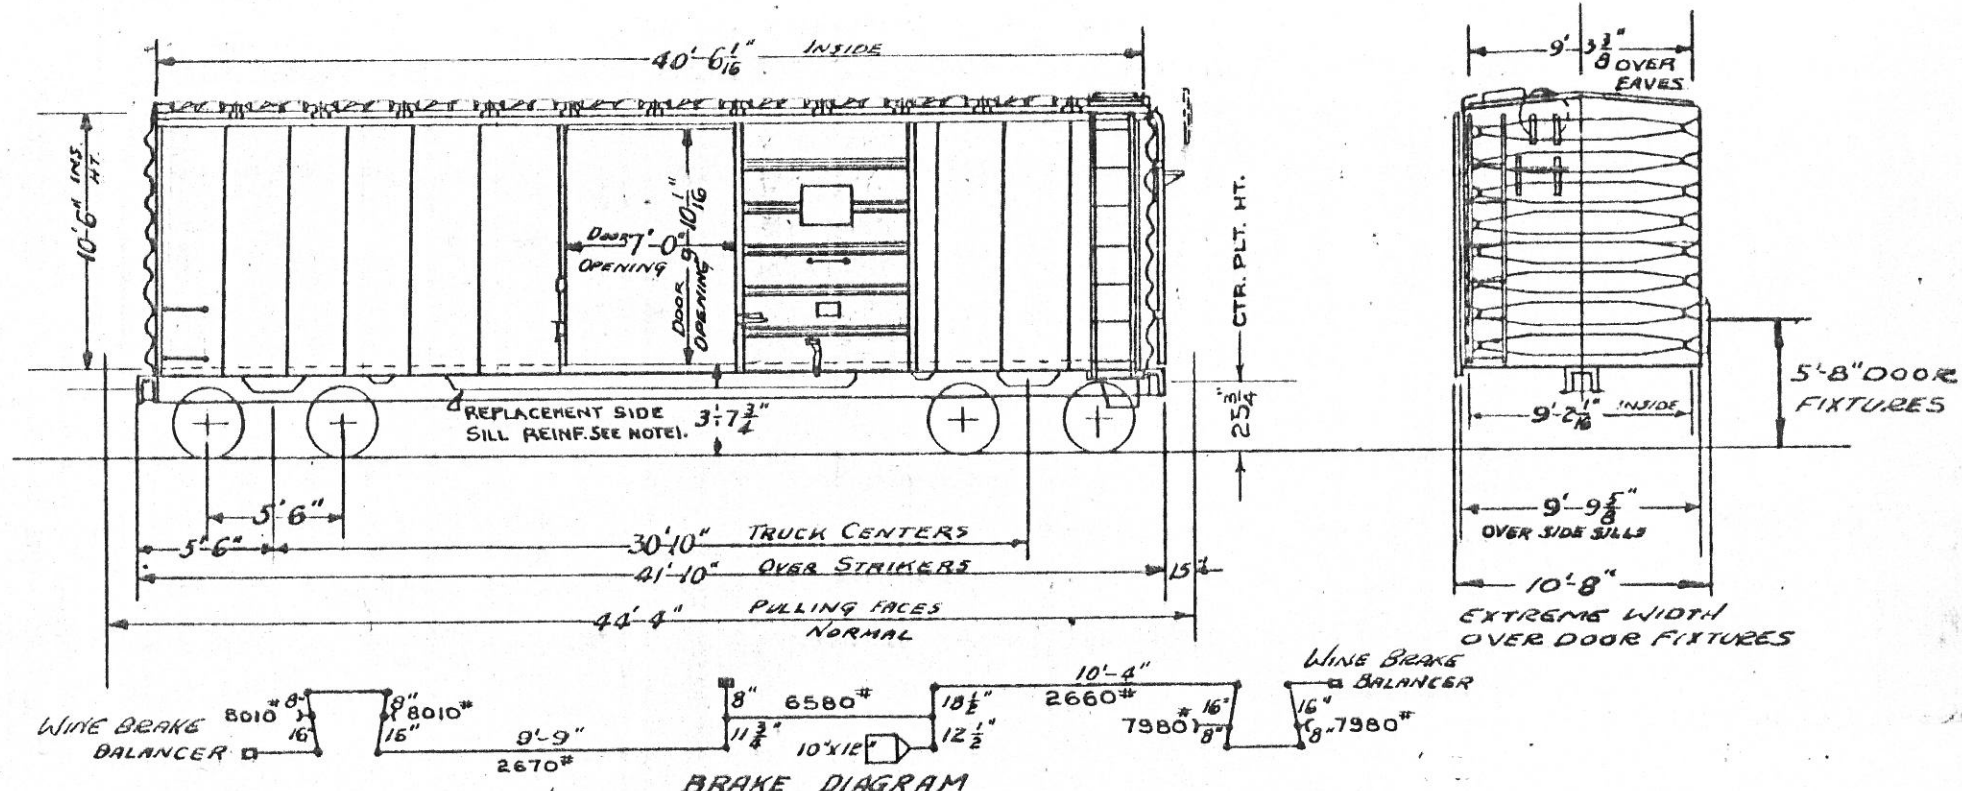 40'-6 1/16" INSIDE
9'-3 3/8" OVER
EAVES
10'-6" INS.
HT.
DOOR 7'-0"
OPENING
DOOR 9'-10 1/16"
OPENING
CTR. PLT. HT.
25 3/4"
REPLACEMENT SIDE
SILL REINF. SEE NOTE 1.
3'-7 3/4"
9'-2 1/16" INSIDE
5'-8" DOOR
FIXTURES
5'-6"
5'-6"
30'-10" TRUCK CENTERS
41'-10" OVER STRIKERS
15"
44'-4" PULLING FACES
NORMAL
9'-9 5/8"
OVER SIDE SILLS
10'-8"
EXTREME WIDTH
OVER DOOR FIXTURES
WINE BRAKE
BALANCER
8010# 8"
16"
8" 8010#
16"
9'-9"
2670#
8"
11 3/4"
6580#
10"X12"
18 1/2"
12 1/2"
10'-4"
2660#
16"
7980# 8"
16"
8" 7980#
WINE BRAKE
BALANCER
BRAKE DIAGRAM